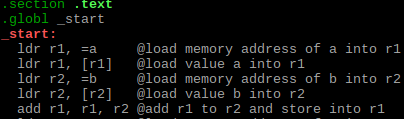 .section .text
.globl _start
_start:
ldr r1, =a @load memory address of a into r1
ldr r1, [r1] @load value a into r1
ldr r2, =b @load memory address of b into r2
ldr r2, [r2] @load value b into r2
add r1, r1, r2 @add r1 to r2 and store into r1